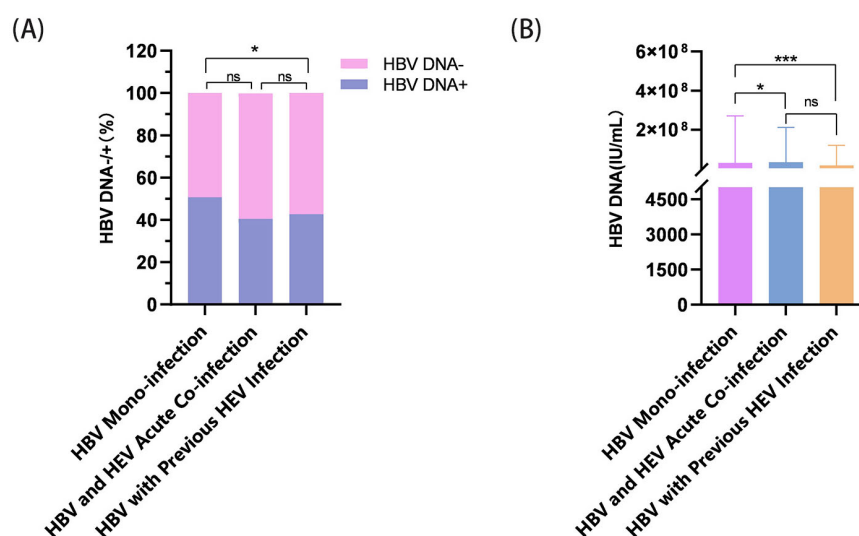 (A)
120
100
80
60
40
20
0
HBV DNA-/+(%)
*
ns
ns
HBV DNA-
HBV DNA+
HBV Mono-infection
HBV and HEV Acute Co-infection
HBV with Previous HEV Infection
(B)
6×10⁸
4×10⁸
2×10⁸
4500
3000
1500
0
HBV DNA(IU/mL)
***
*
ns
HBV Mono-infection
HBV and HEV Acute Co-infection
HBV with Previous HEV Infection